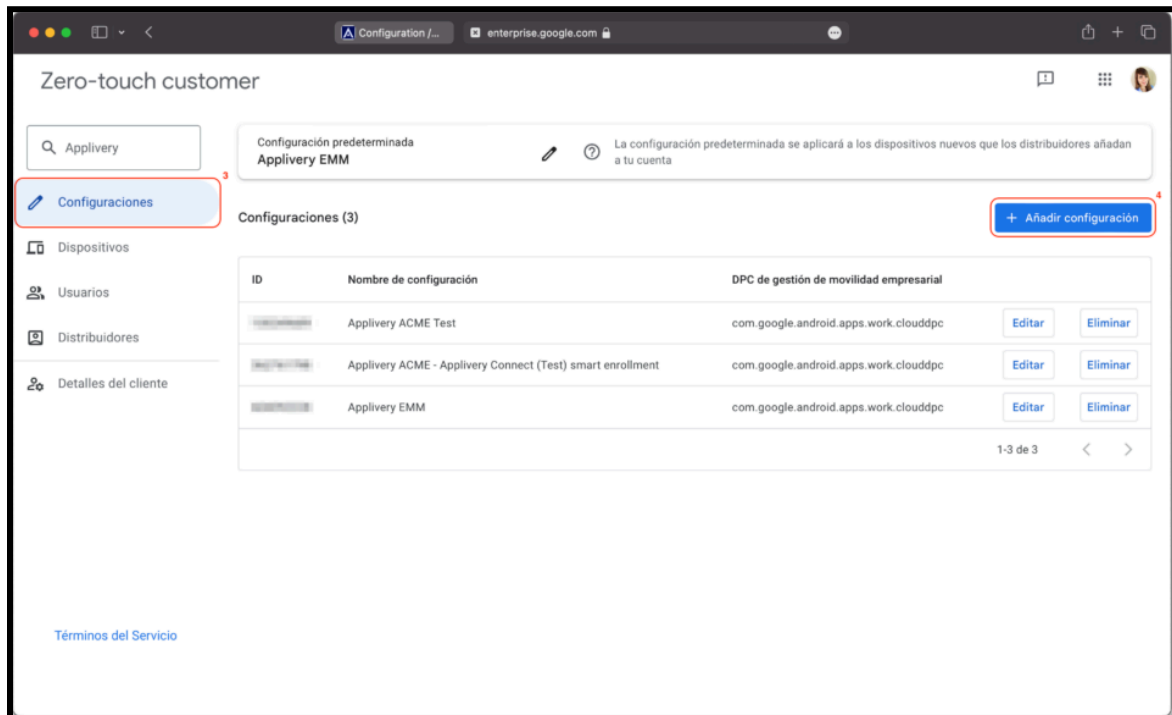 Configuration /...
enterprise.google.com
Zero-touch customer
Applivery
Configuración predeterminada
Applivery EMM
La configuración predeterminada se aplicará a los dispositivos nuevos que los distribuidores añadan
a tu cuenta
3
Configuraciones
Configuraciones (3)
4
+ Añadir configuración
Dispositivos
Usuarios
Distribuidores
Detalles del cliente
ID
Nombre de configuración
DPC de gestión de movilidad empresarial
Applivery ACME Test
com.google.android.apps.work.clouddpc
Editar
Eliminar
Applivery ACME - Applivery Connect (Test) smart enrollment
com.google.android.apps.work.clouddpc
Editar
Eliminar
Applivery EMM
com.google.android.apps.work.clouddpc
Editar
Eliminar
1-3 de 3
Términos del Servicio